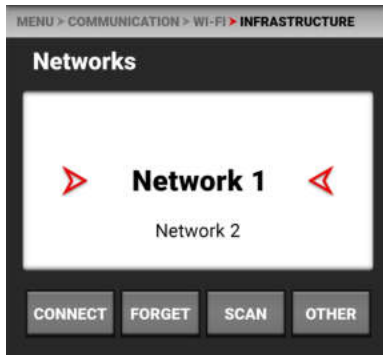 MENU > COMMUNICATION > WI-FI > INFRASTRUCTURE
Networks
Network 1
Network 2
CONNECT FORGET SCAN OTHER